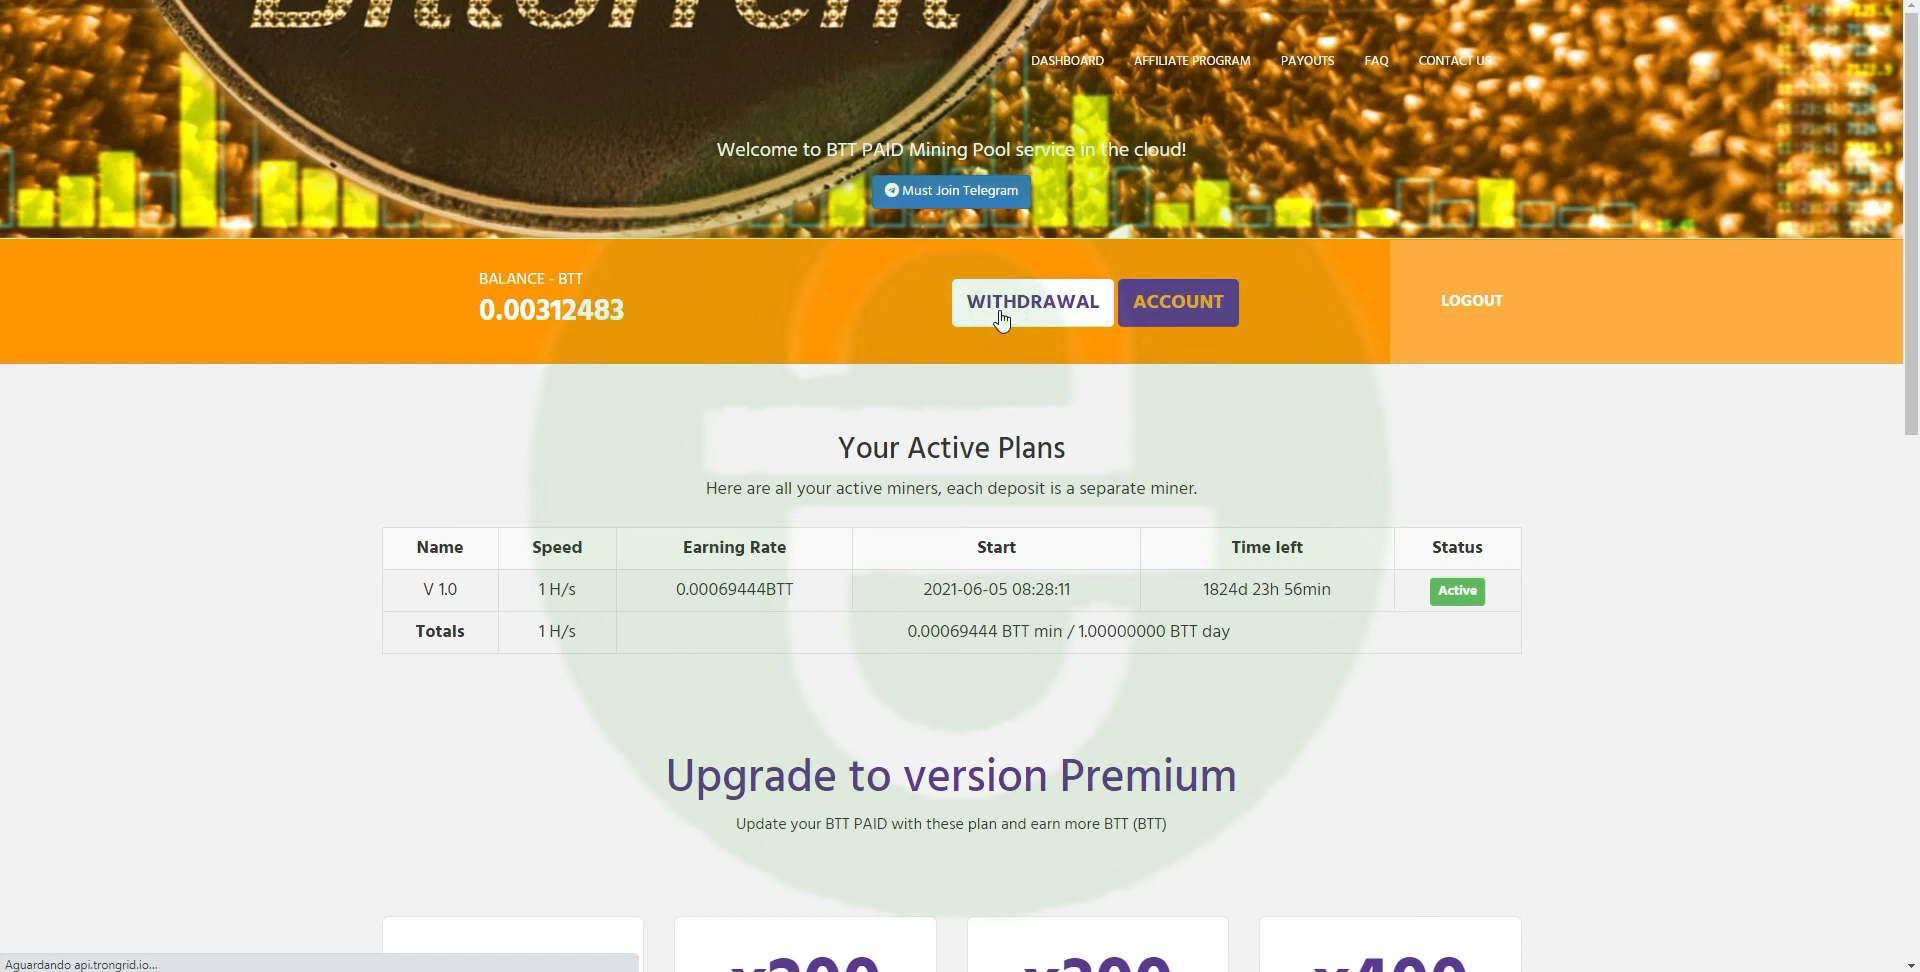 Bittorrent
DASHBOARD AFFILIATE PROGRAM PAYOUTS FAQ CONTACT US
Welcome to BTT PAID Mining Pool service in the cloud!
Must Join Telegram
BALANCE - BTT
0.00312483
WITHDRAWAL ACCOUNT LOGOUT
Your Active Plans
Here are all your active miners, each deposit is a separate miner.
Name Speed Earning Rate Start Time left Status
V 1.0 1 H/s 0.00069444BTT 2021-06-05 08:28:11 1824d 23h 56min Active
Totals 1 H/s 0.00069444 BTT min / 1.00000000 BTT day
Upgrade to version Premium
Update your BTT PAID with these plan and earn more BTT (BTT)
x200 x300 x400
Aguardando api.trongrid.io...